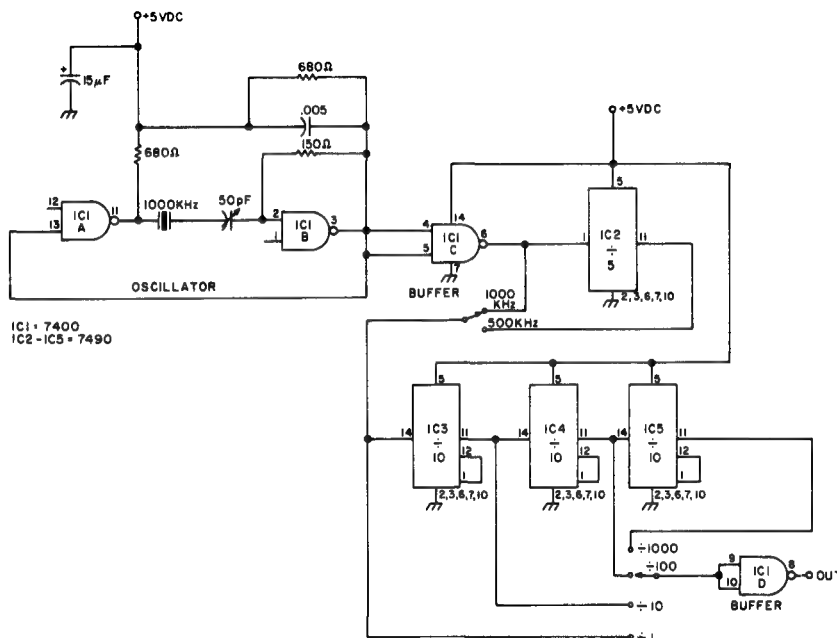 +5VDC
+
15µF
680Ω
680Ω
.005
150Ω
+5VDC
12
13
IC1
A
11
1000KHz
50pF
2
1
IC1
B
3
4
5
14
IC1
C
6
7
5
1
IC2
÷
5
11
2,3,6,7,10
OSCILLATOR
BUFFER
1000
KHz
500KHz
IC1 = 7400
IC2-IC5 = 7490
5
14
IC3
÷
10
11
12
1
2,3,6,7,10
5
14
IC4
÷
10
11
12
1
2,3,6,7,10
5
14
IC5
÷
10
11
12
1
2,3,6,7,10
÷1000
÷100
÷10
÷1
9
10
IC1
D
8
OUT
BUFFER